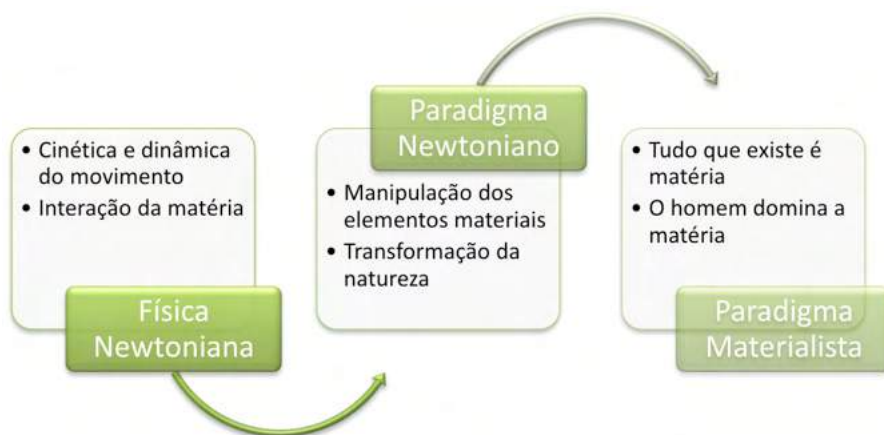 • Cinética e dinâmica
do movimento
• Interação da matéria
Física
Newtoniana
Paradigma
Newtoniano
• Manipulação dos
elementos materiais
• Transformação da
natureza
• Tudo que existe é
matéria
• O homem domina a
matéria
Paradigma
Materialista